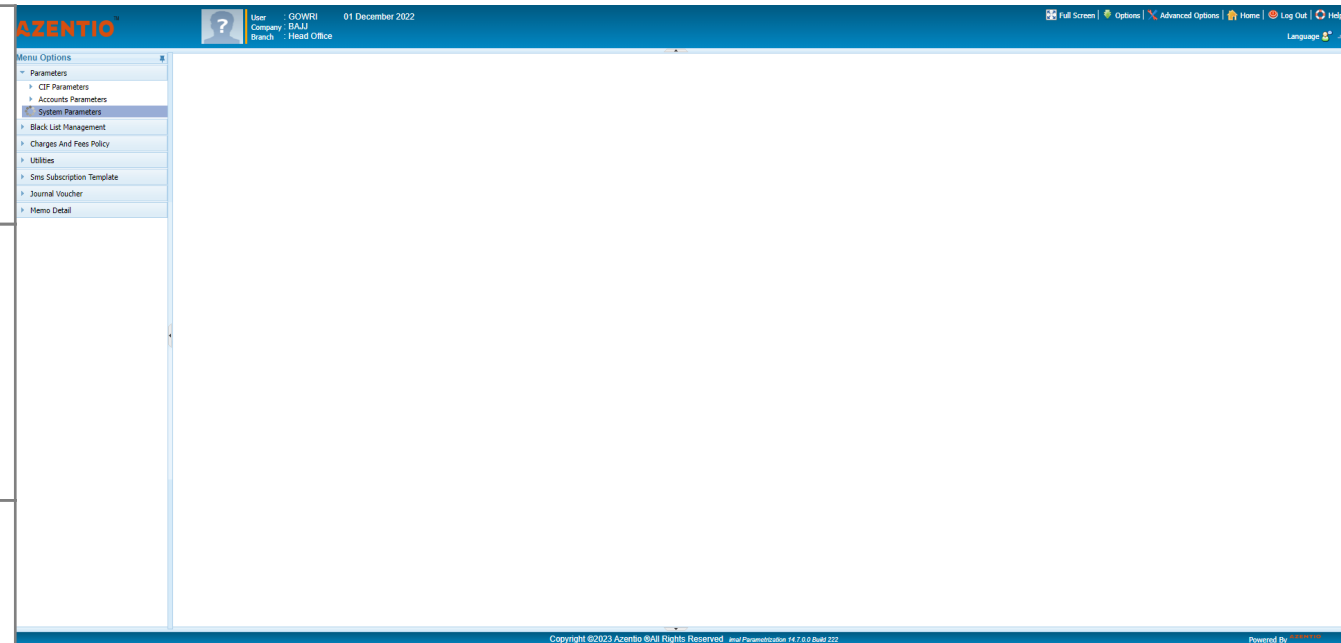 AZENTIO™
User : GOWRI 01 December 2022
Company : BAJJ
Branch : Head Office
Full Screen | Options | Advanced Options | Home | Log Out | Help
Language
Menu Options
Parameters
CIF Parameters
Accounts Parameters
System Parameters
Black List Management
Charges And Fees Policy
Utilities
Sms Subscription Template
Journal Voucher
Memo Detail
Copyright ©2023 Azentio ®All Rights Reserved imal Parametrization 14.7.0.0 Build 222
Powered By AZENTIO